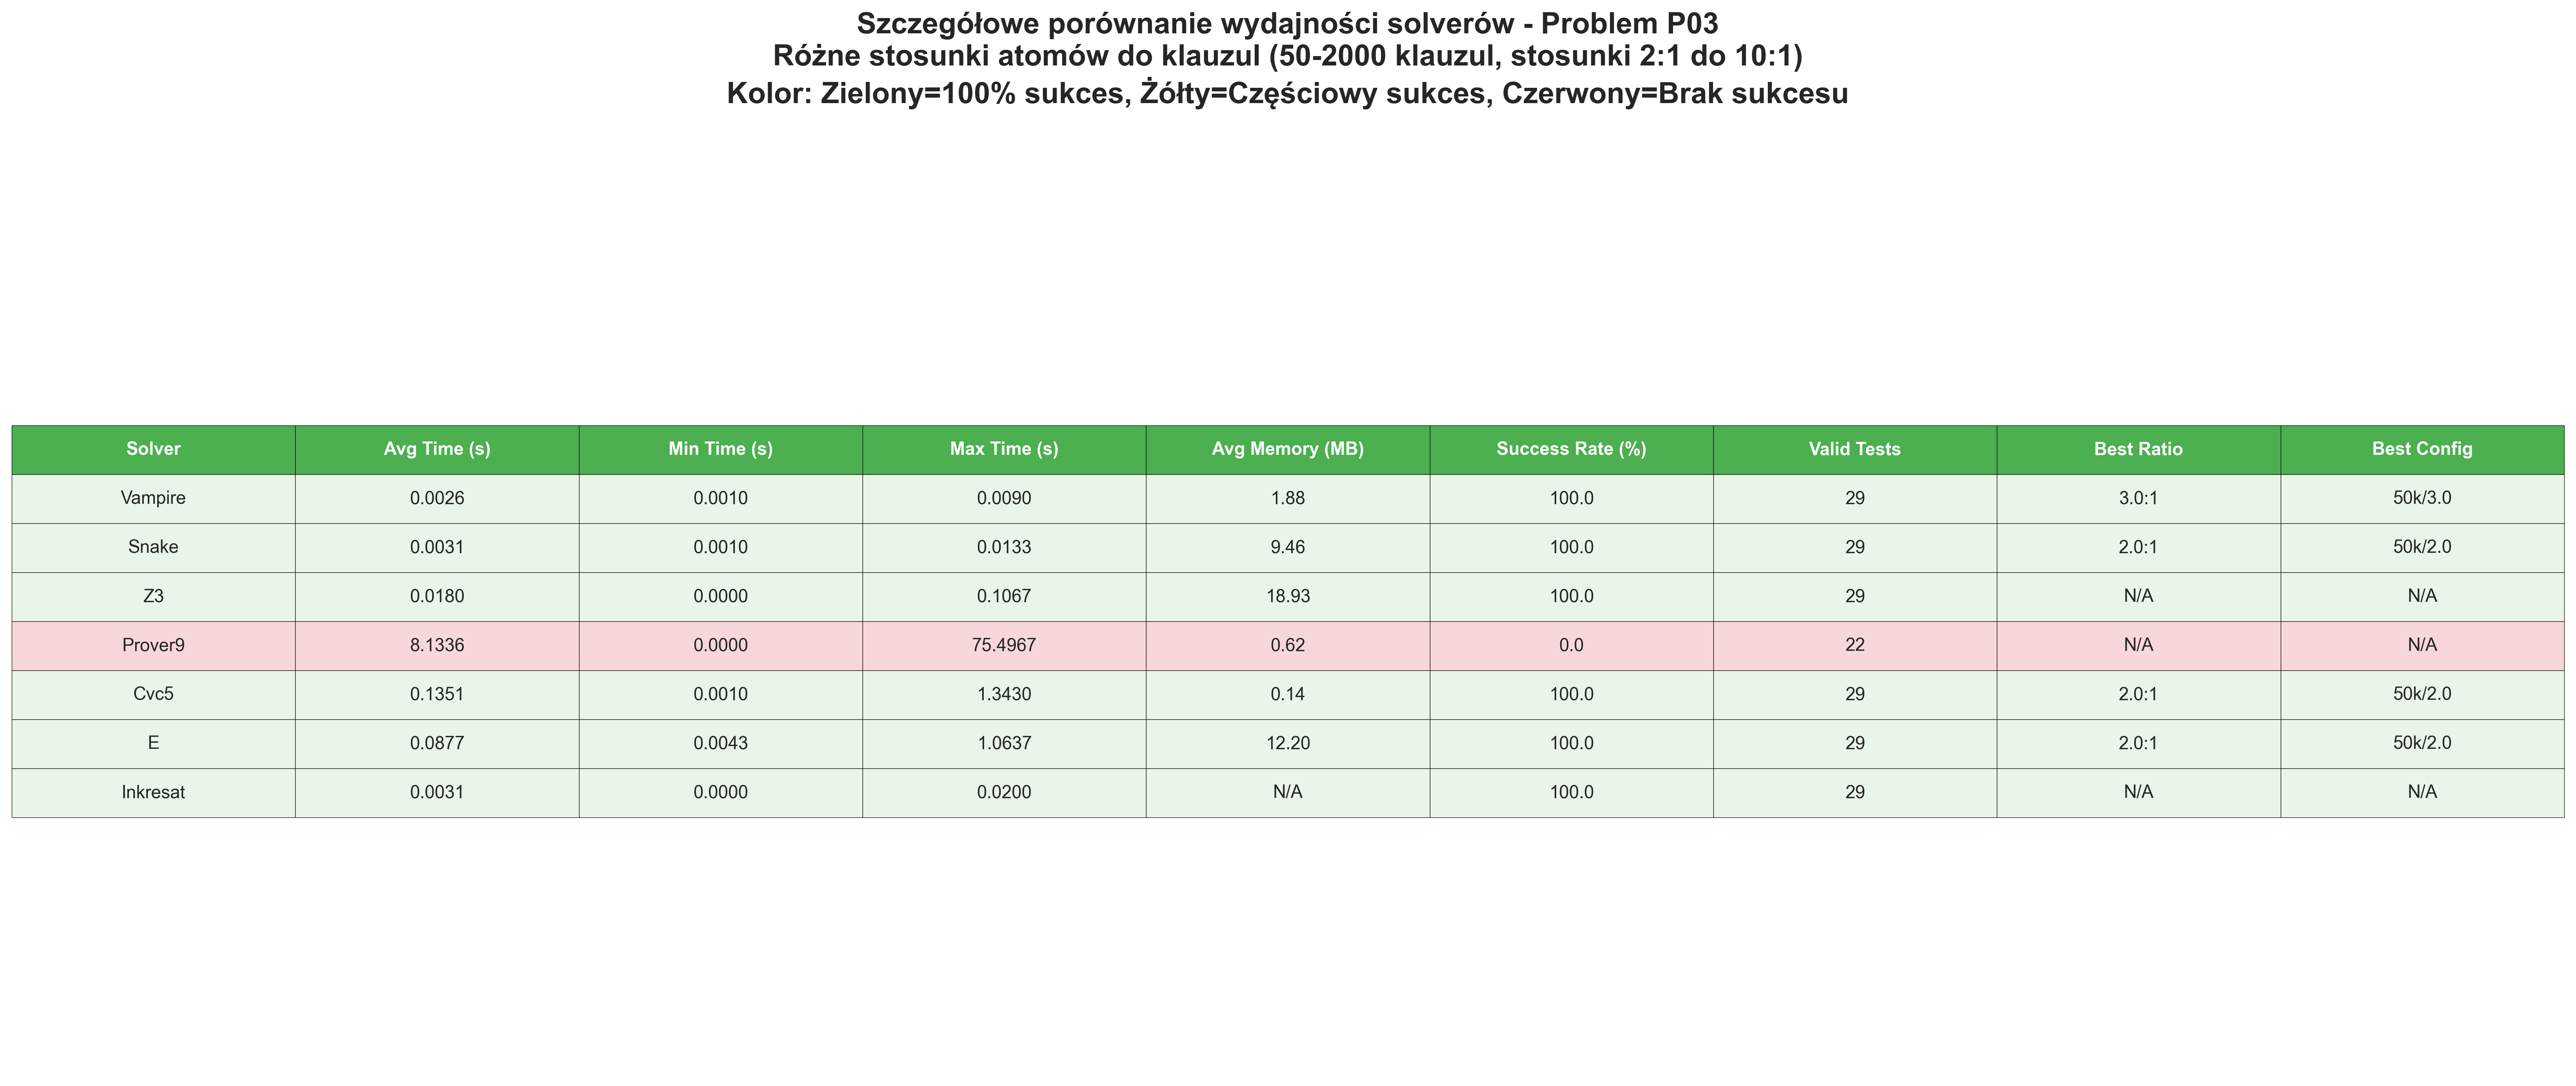 Szczegółowe porównanie wydajności solverów - Problem P03
Różne stosunki atomów do klauzul (50-2000 klauzul, stosunki 2:1 do 10:1)
Kolor: Zielony=100% sukces, Żółty=Częściowy sukces, Czerwony=Brak sukcesu
Solver Avg Time (s) Min Time (s) Max Time (s) Avg Memory (MB) Success Rate (%) Valid Tests Best Ratio Best Config
Vampire 0.0026 0.0010 0.0090 1.88 100.0 29 3.0:1 50k/3.0
Snake 0.0031 0.0010 0.0133 9.46 100.0 29 2.0:1 50k/2.0
Z3 0.0180 0.0000 0.1067 18.93 100.0 29 N/A N/A
Prover9 8.1336 0.0000 75.4967 0.62 0.0 22 N/A N/A
Cvc5 0.1351 0.0010 1.3430 0.14 100.0 29 2.0:1 50k/2.0
E 0.0877 0.0043 1.0637 12.20 100.0 29 2.0:1 50k/2.0
Inkresat 0.0031 0.0000 0.0200 N/A 100.0 29 N/A N/A